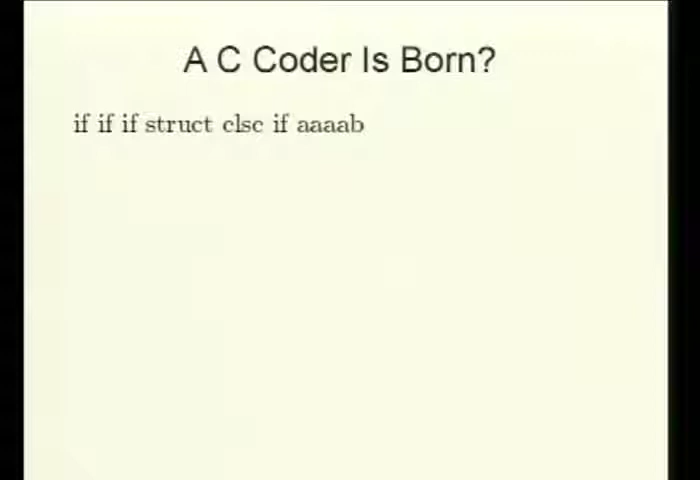 A C Coder Is Born?
if if if struct else if aaaab